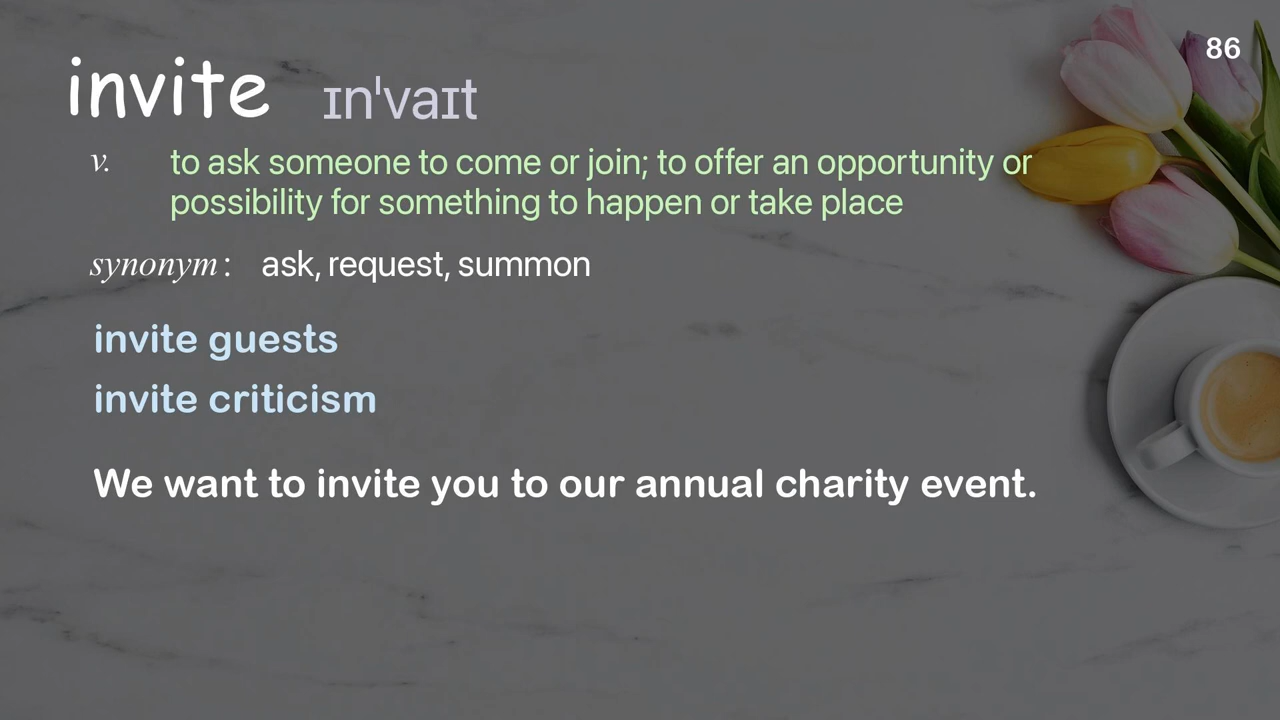 86
invite ɪn'vaɪt
v. to ask someone to come or join; to offer an opportunity or
possibility for something to happen or take place
synonym: ask, request, summon
invite guests
invite criticism
We want to invite you to our annual charity event.